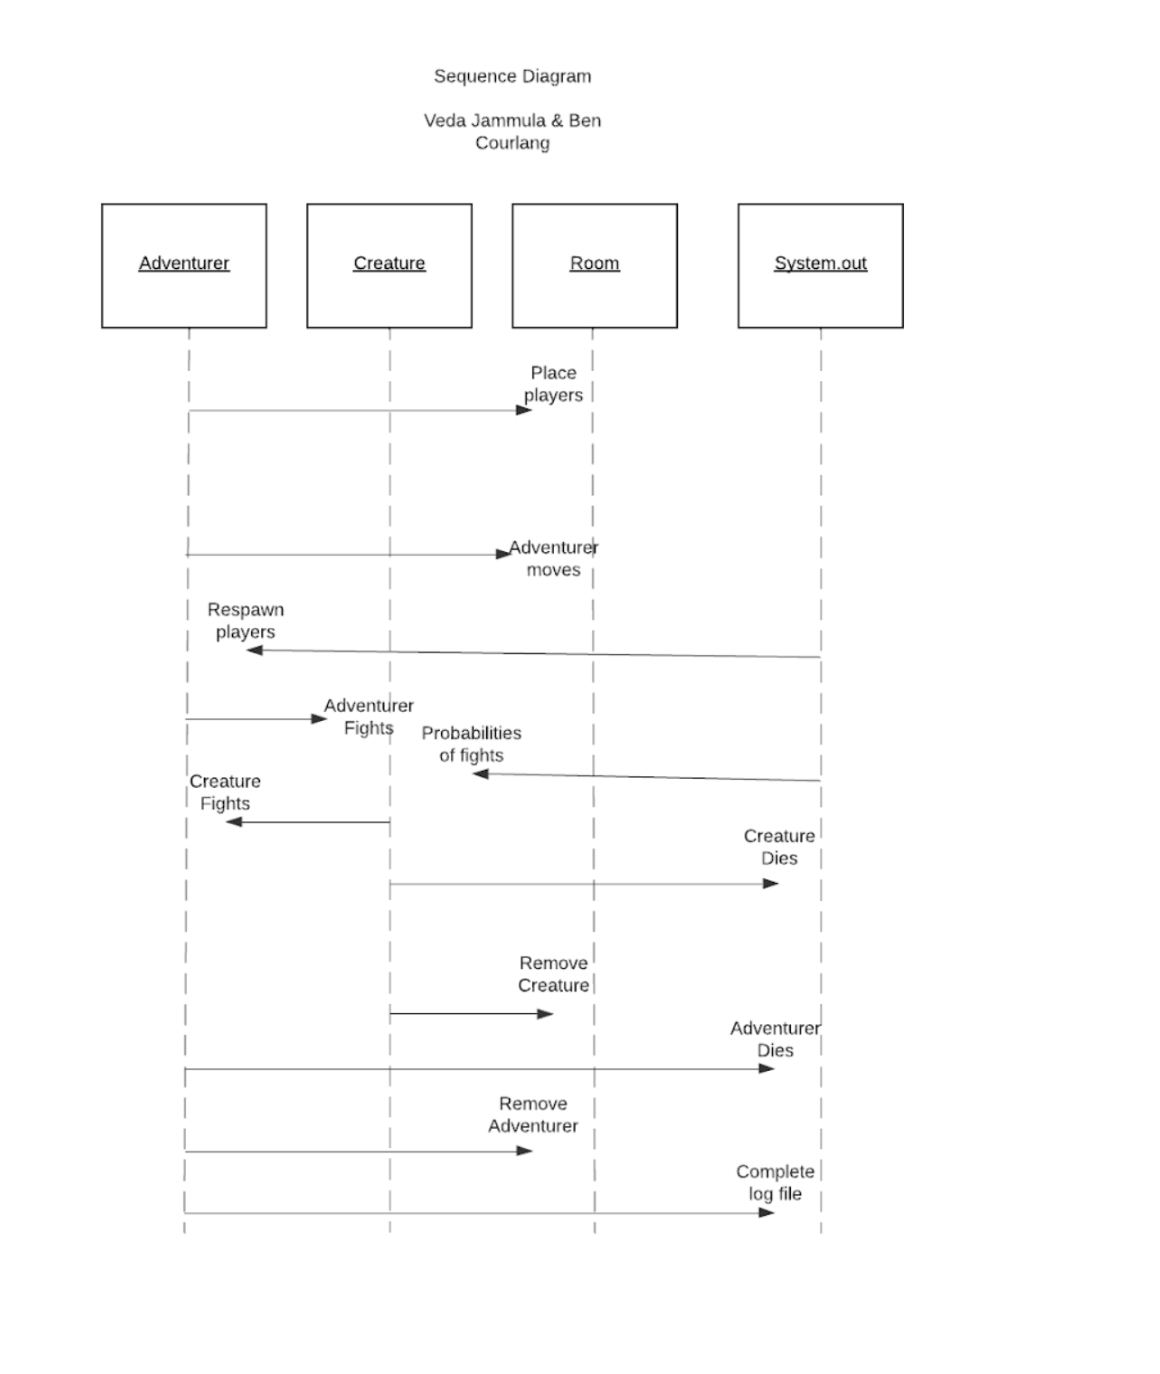 Sequence Diagram
Veda Jammula & Ben
Courlang
Adventurer
Creature
Room
System.out
Place
players
Adventurer
moves
Respawn
players
Adventurer
Fights
Probabilities
of fights
Creature
Fights
Creature
Dies
Remove
Creature
Adventurer
Dies
Remove
Adventurer
Complete
log file